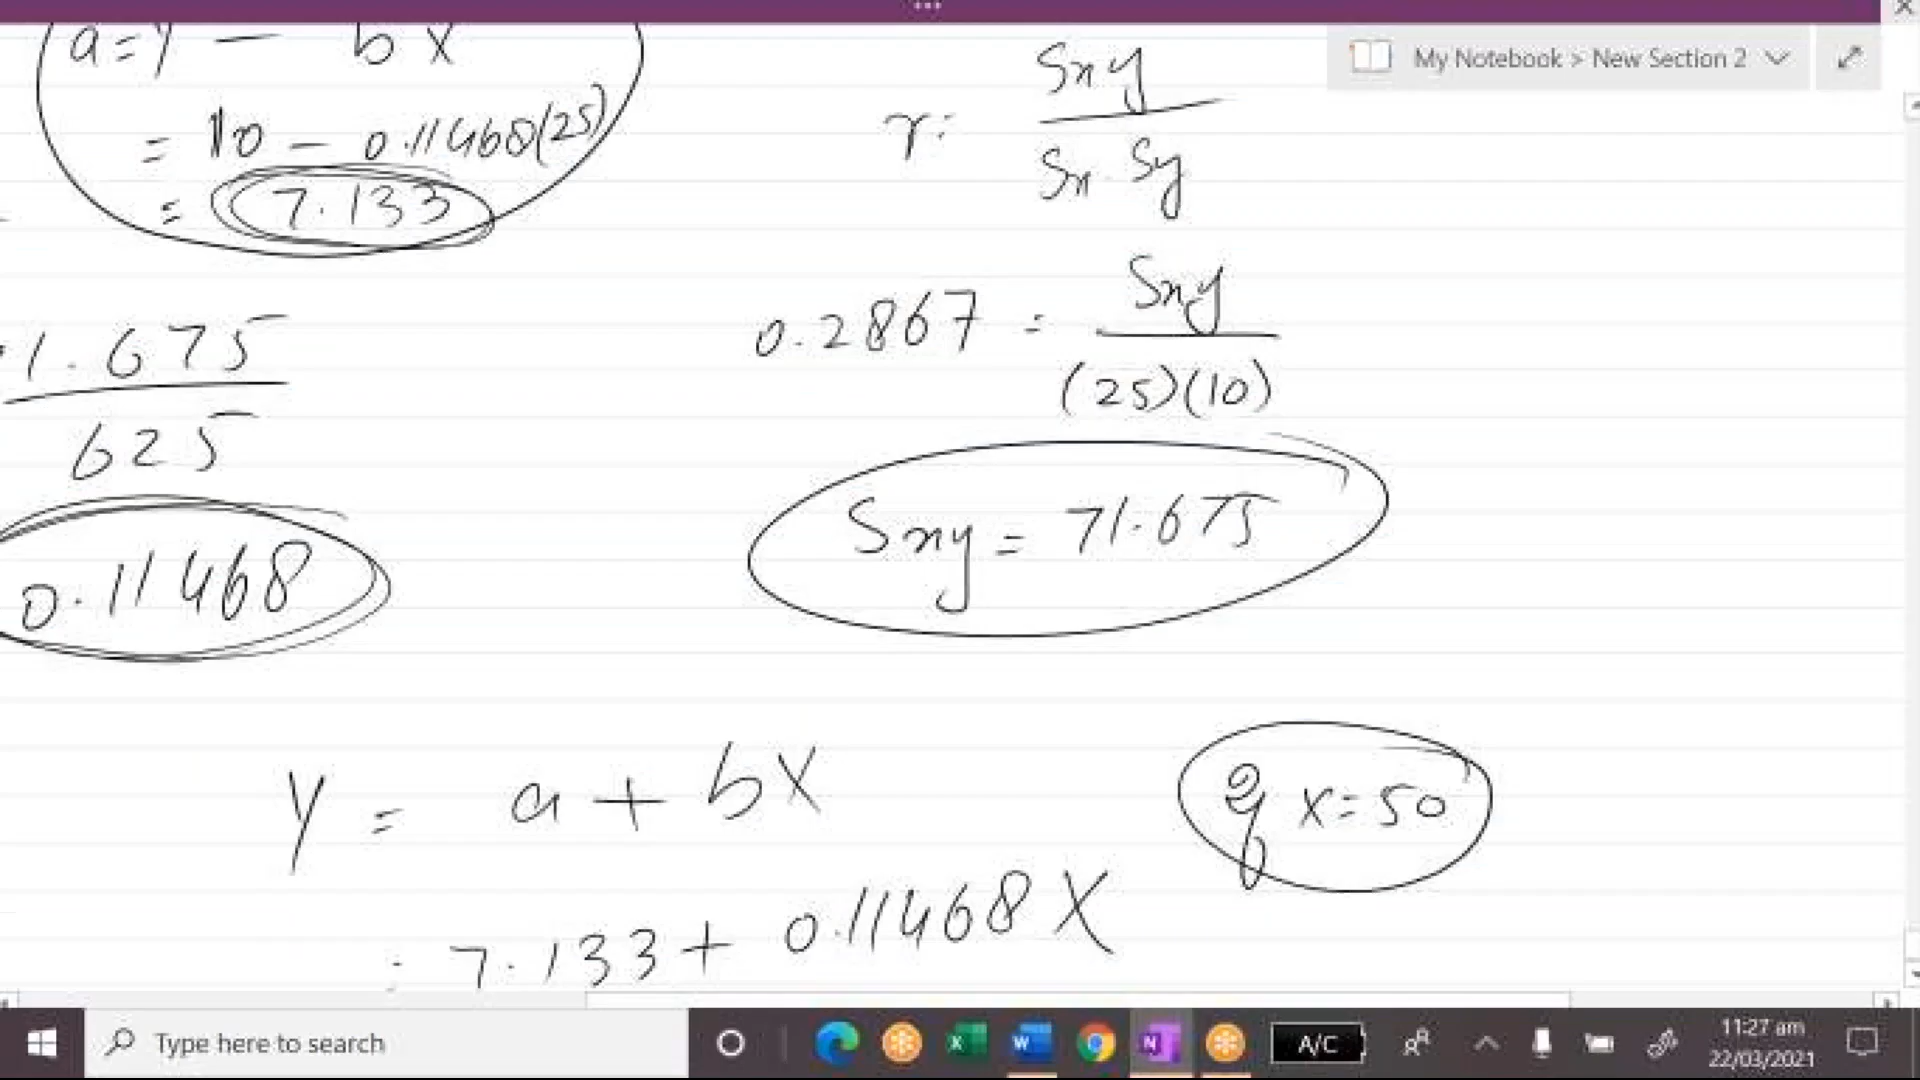 ...
My Notebook > New Section 2
a = Y - bX
= 10 - 0.11468(25)
= 7.133
r = Sxy / Sx . Sy
0.2867 = Sxy / (25)(10)
1.675 / 625
Sxy = 71.675
0.11468
Y = a + bX
X = 50
= 7.133 + 0.11468 X
Type here to search
A/C
11:27 am
22/03/2021